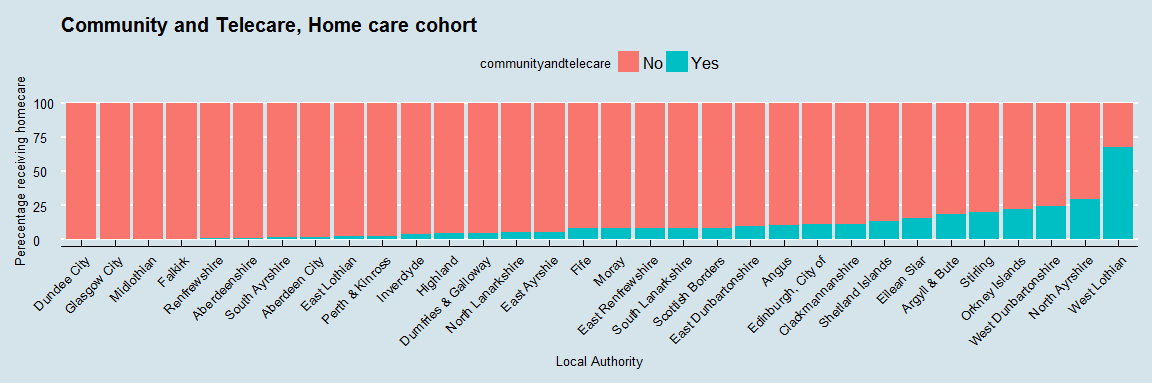 Community and Telecare, Home care cohort
communityandtelecare No Yes
Perecentage receiving homecare
100
75
50
25
0
Dundee City
Glasgow City
Midlothian
Falkirk
Renfrewshire
Aberdeenshire
South Ayrshire
Aberdeen City
East Lothian
Perth & Kinross
Inverclyde
Highland
Dumfries & Galloway
North Lanarkshire
East Ayrshire
Fife
Moray
East Renfrewshire
South Lanarkshire
Scottish Borders
East Dunbartonshire
Angus
Edinburgh, City of
Clackmannanshire
Shetland Islands
Eilean Siar
Argyll & Bute
Stirling
Orkney Islands
West Dunbartonshire
North Ayrshire
West Lothian
Local Authority